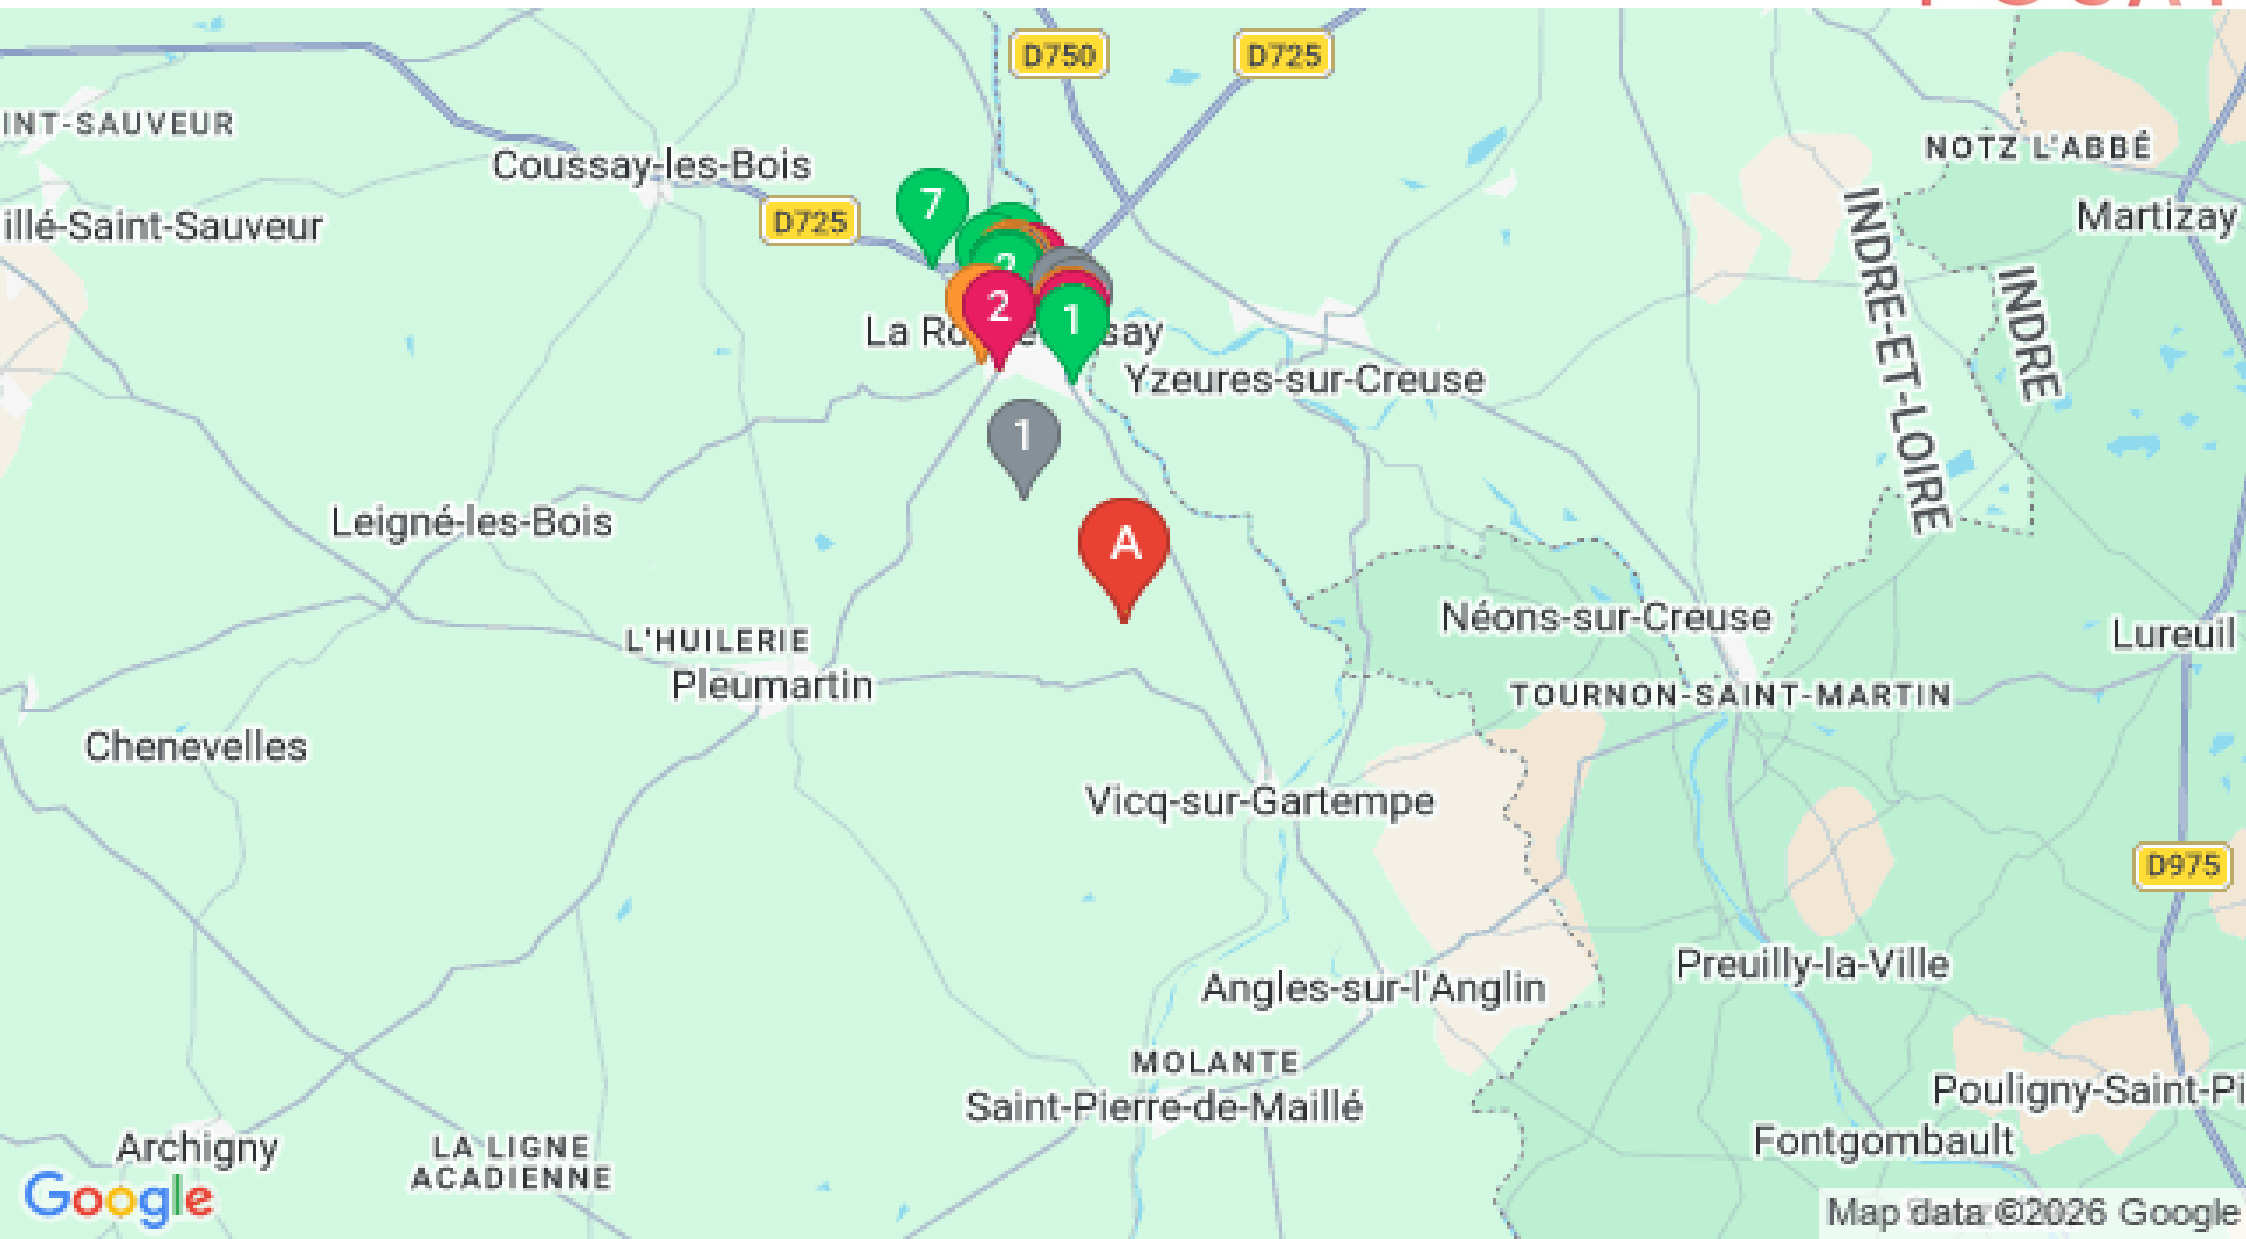 D750
D725
INT-SAUVEUR
NOTZ L'ABBÉ
Coussay-les-Bois
7
D725
illé-Saint-Sauveur
Martizay
INDRE-ET-LOIRE
INDRE
2
2
1
Yzeures-sur-Creuse
1
Leigné-les-Bois
A
Néons-sur-Creuse
L'HUILERIE
Lureuil
Pleumartin
TOURNON-SAINT-MARTIN
Chenevelles
Vicq-sur-Gartempe
D975
Preuilly-la-Ville
Angles-sur-l'Anglin
MOLANTE
Pouligny-Saint-Pi
Saint-Pierre-de-Maillé
Fontgombault
Archigny
LA LIGNE
ACADIENNE
Google
Map data ©2026 Google